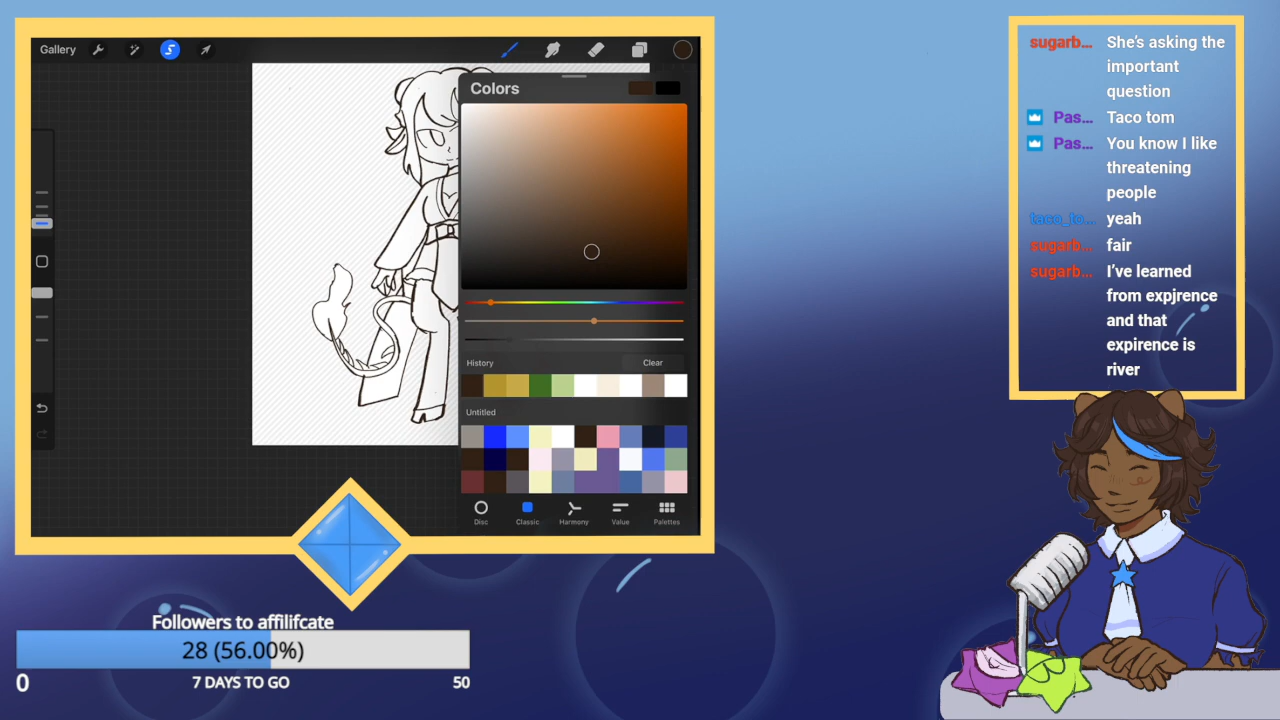 Gallery
Colors
History
Clear
Untitled
Disc
Classic
Harmony
Value
Palettes
sugarb... She's asking the
important
question
Pas... Taco tom
Pas... You know I like
threatening
people
taco_to... yeah
sugarb... fair
sugarb... I've learned
from expjrence
and that
expirence is
river
Followers to affilifcate
28 (56.00%)
0
7 DAYS TO GO
50